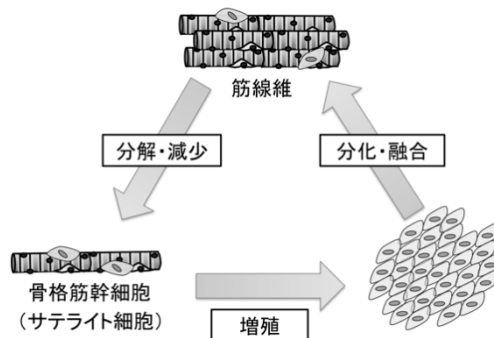 筋線維
分解・減少
分化・融合
骨格筋幹細胞
（サテライト細胞）
増殖